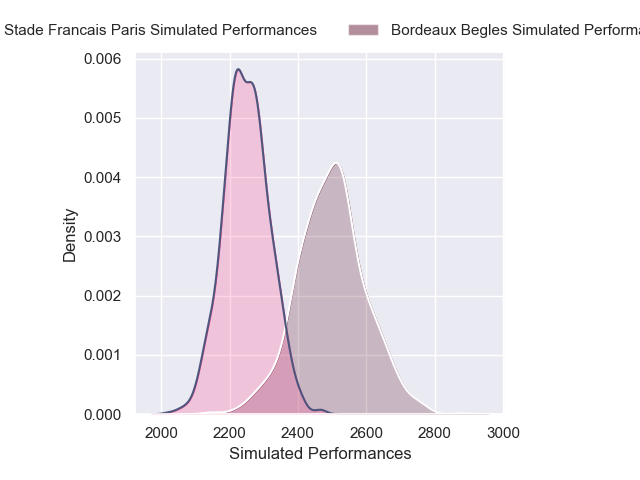 Stade Francais Paris Simulated Performances
Bordeaux Begles Simulated
0.006
0.005
0.004
0.003
0.002
0.001
0.000
Density
2000 2200 2400 2600 2800 3000
Simulated Performances